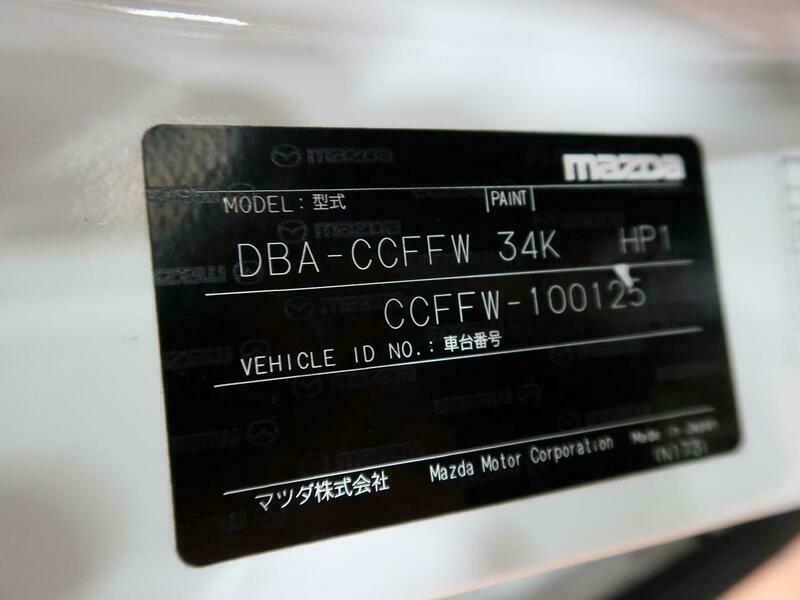 mazda
MODEL：型式 PAINT
DBA-CCFFW 34K HP1
CCFFW-100125
VEHICLE ID NO.：車台番号
マツダ株式会社 Mazda Motor Corporation Made in Japan
(N173)